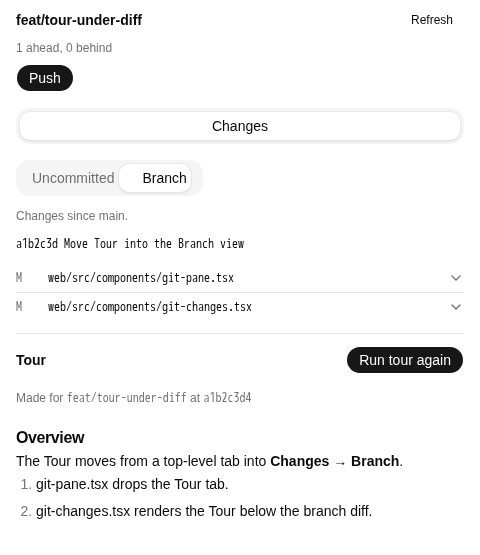 feat/tour-under-diff
Refresh
1 ahead, 0 behind
Push
Changes
Uncommitted
Branch
Changes since main.
a1b2c3d Move Tour into the Branch view
M web/src/components/git-pane.tsx
M web/src/components/git-changes.tsx
Tour
Run tour again
Made for feat/tour-under-diff at a1b2c3d4
Overview
The Tour moves from a top-level tab into Changes → Branch.
1. git-pane.tsx drops the Tour tab.
2. git-changes.tsx renders the Tour below the branch diff.